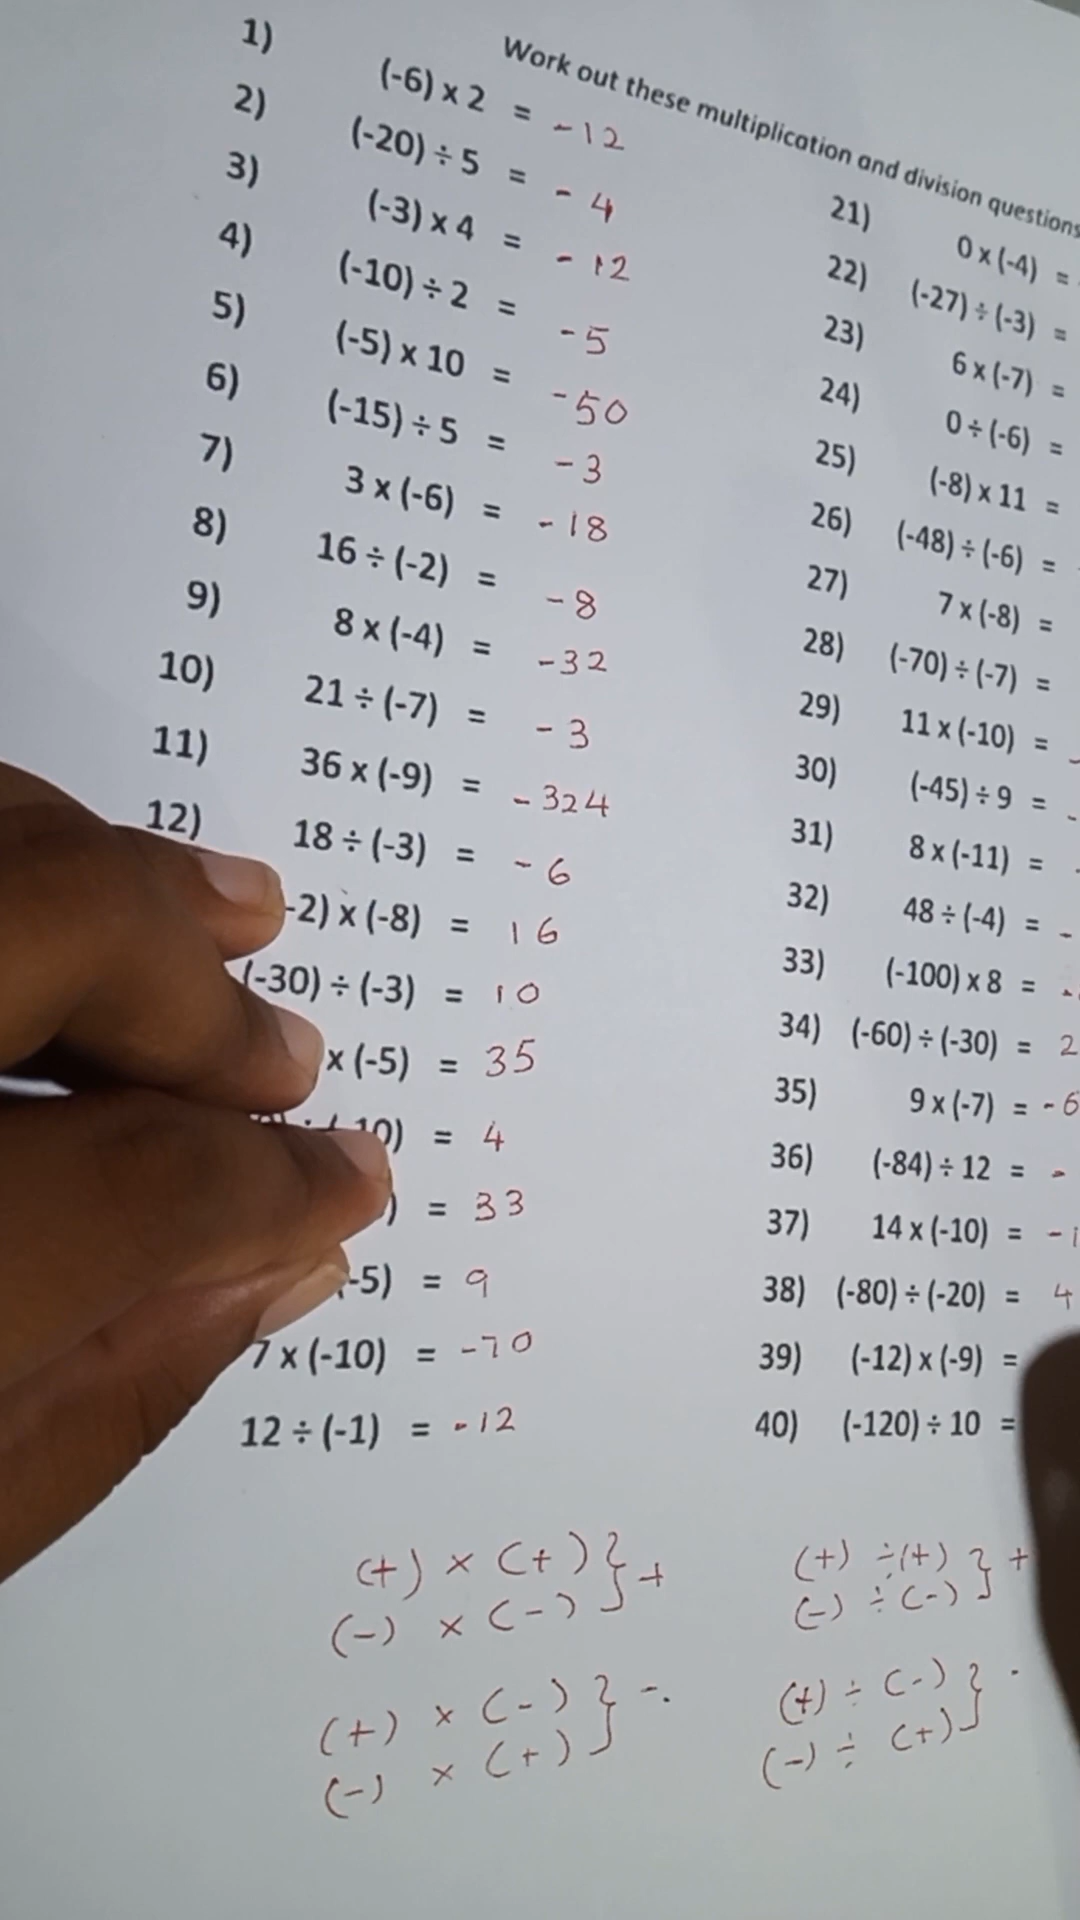 Work out these multiplication and division questions
1) (-6) x 2 = -12
2) (-20) ÷ 5 = -4
3) (-3) x 4 = -12
4) (-10) ÷ 2 = -5
5) (-5) x 10 = -50
6) (-15) ÷ 5 = -3
7) 3 x (-6) = -18
8) 16 ÷ (-2) = -8
9) 8 x (-4) = -32
10) 21 ÷ (-7) = -3
11) 36 x (-9) = -324
12) 18 ÷ (-3) = -6
-2) x (-8) = 16
(-30) ÷ (-3) = 10
x (-5) = 35
10) = 4
) = 33
-5) = 9
7 x (-10) = -70
12 ÷ (-1) = -12
21) 0 x (-4) =
22) (-27) ÷ (-3) =
23) 6 x (-7) =
24) 0 ÷ (-6) =
25) (-8) x 11 =
26) (-48) ÷ (-6) =
27) 7 x (-8) =
28) (-70) ÷ (-7) =
29) 11 x (-10) = -
30) (-45) ÷ 9 = -
31) 8 x (-11) =
32) 48 ÷ (-4) = -
33) (-100) x 8 = -
34) (-60) ÷ (-30) = 2
35) 9 x (-7) = -6
36) (-84) ÷ 12 = -
37) 14 x (-10) = -1
38) (-80) ÷ (-20) = 4
39) (-12) x (-9) =
40) (-120) ÷ 10 =
(+) × (+) } +
(-) × (-)
(+) × (-) } -.
(-) × (+)
(+) ÷ (+) } +
(-) ÷ (-)
(+) ÷ (-) } -
(-) ÷ (+)